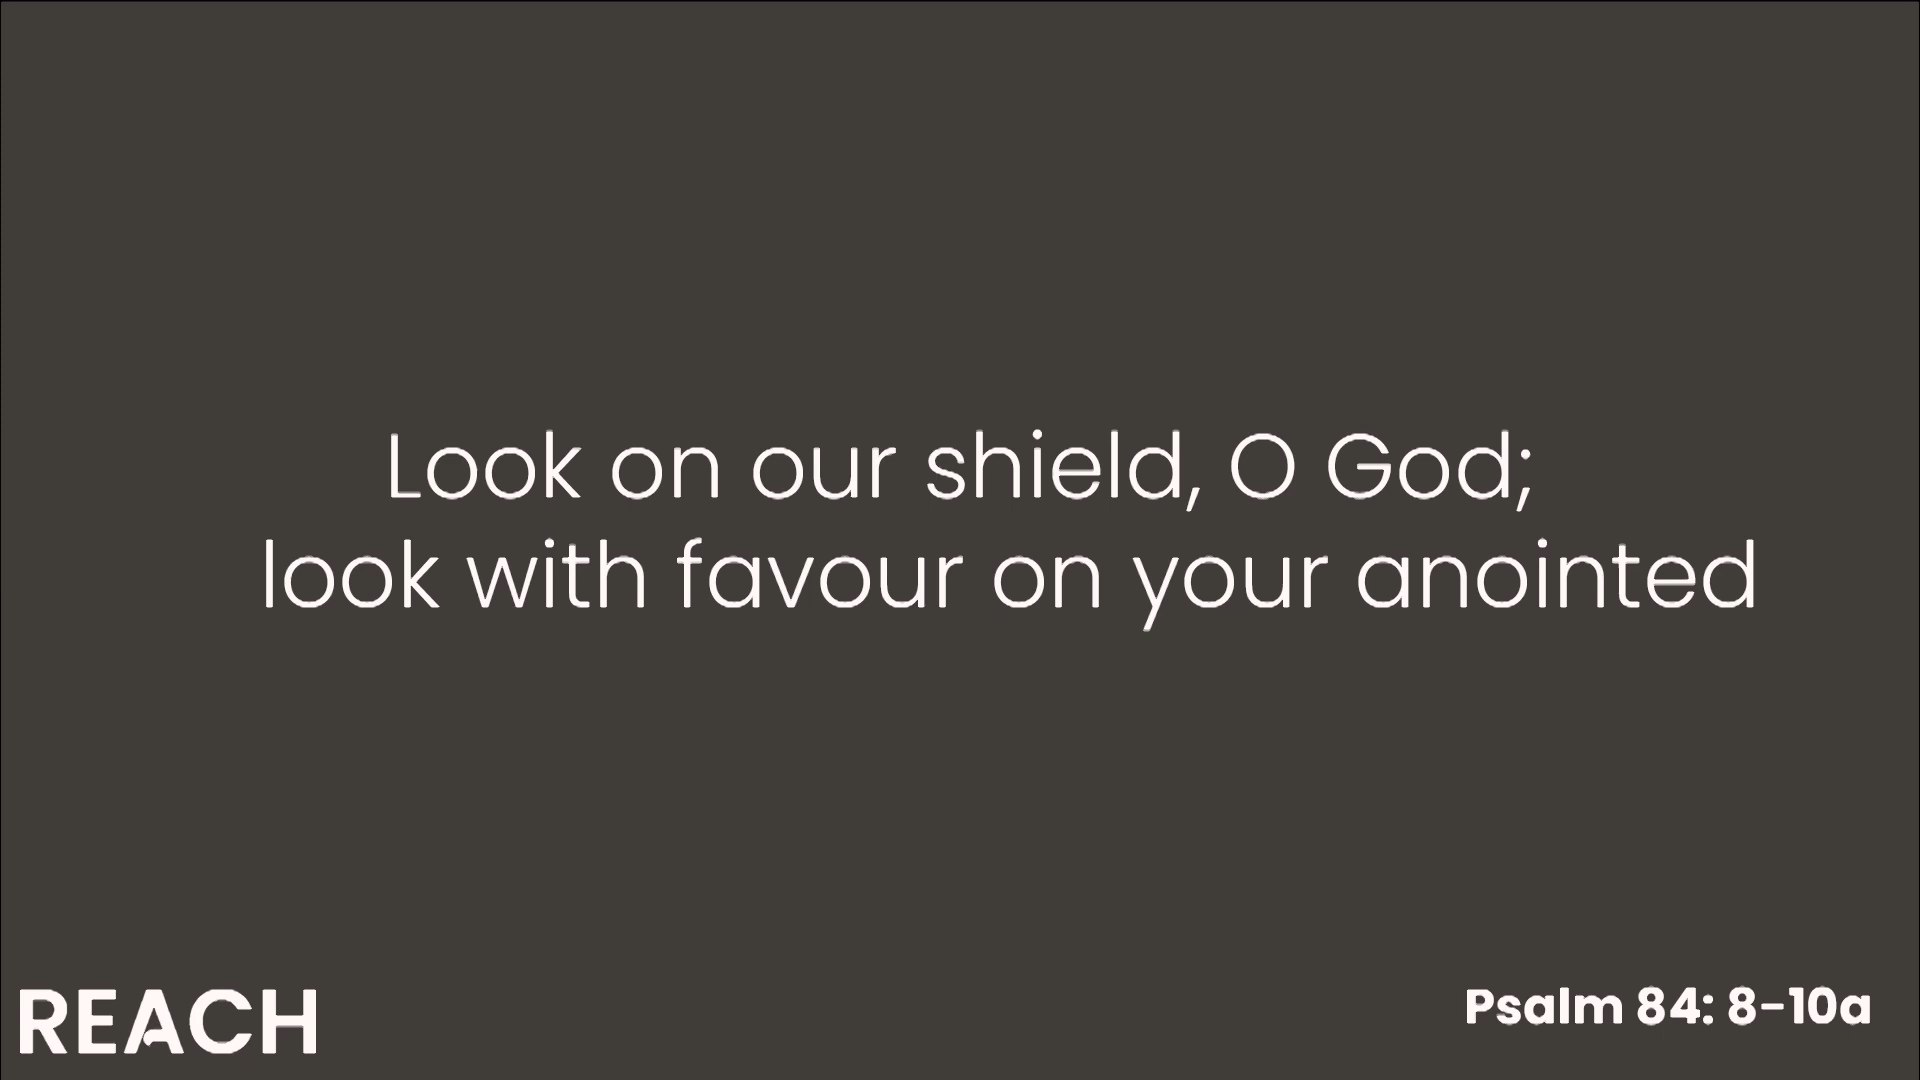 Look on our shield, O God;
look with favour on your anointed
REACH
Psalm 84: 8-10a